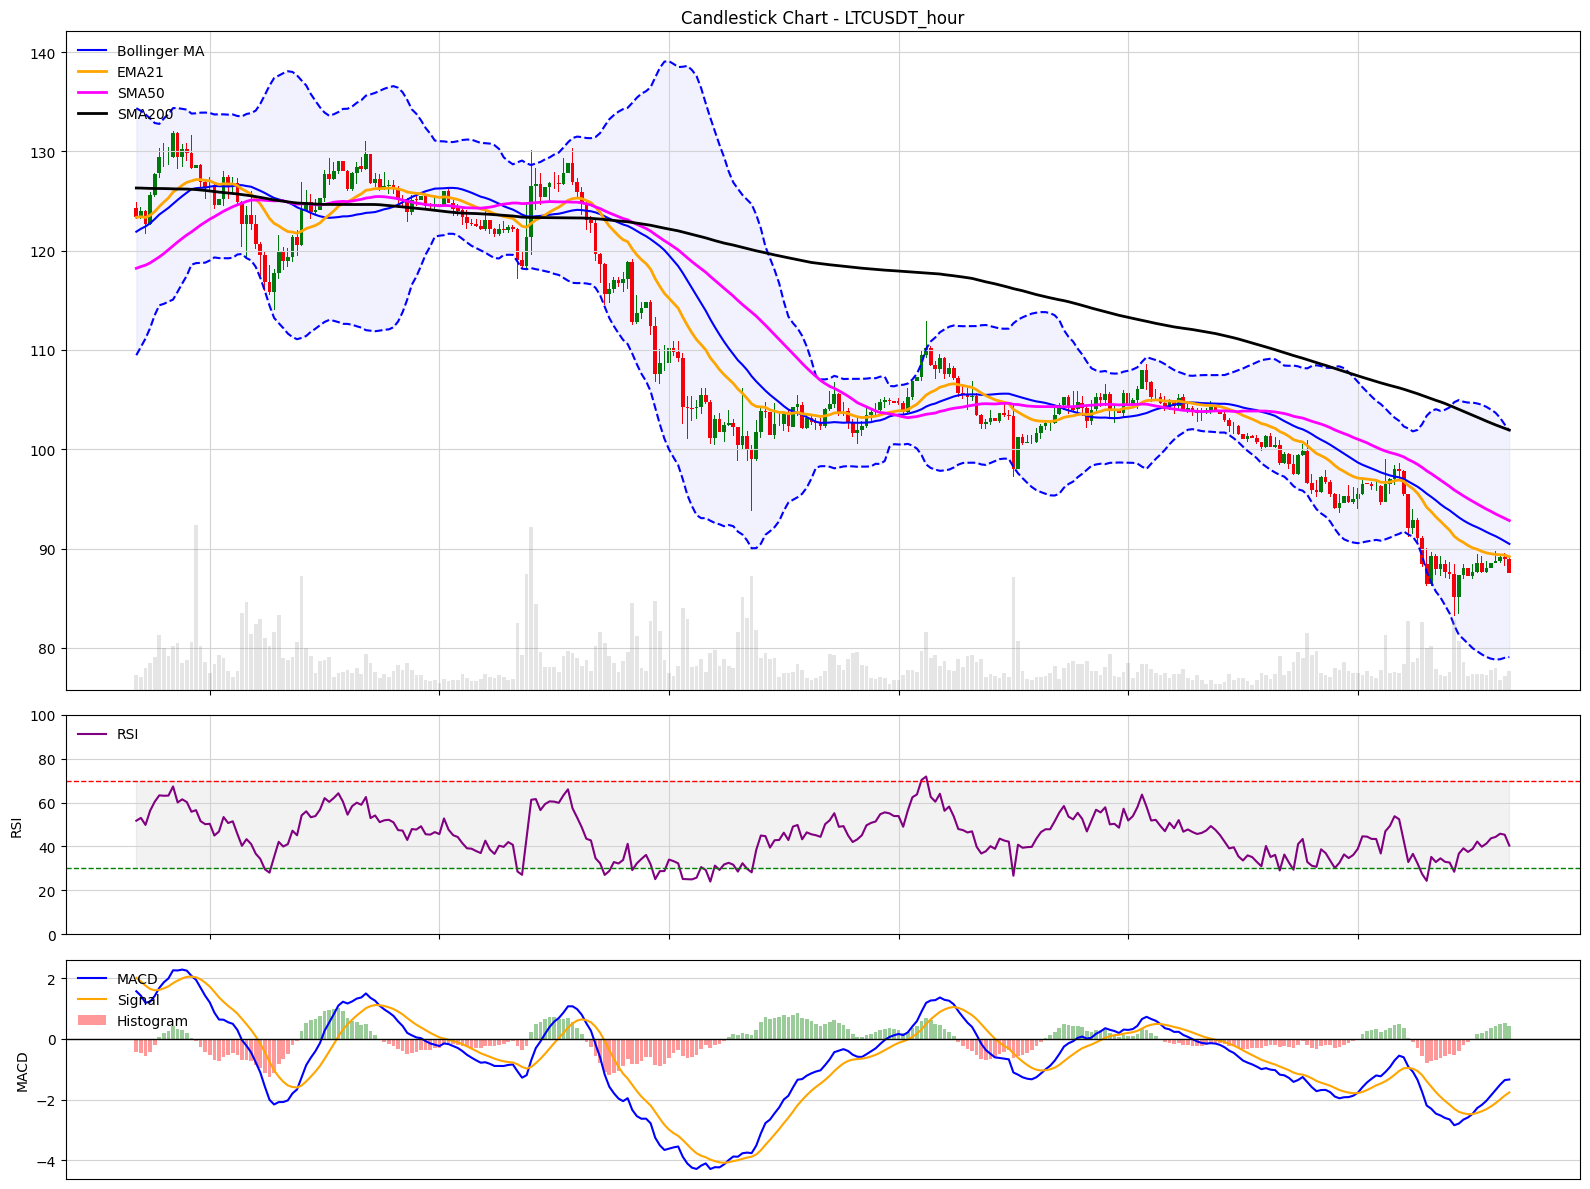 Candlestick Chart - LTCUSDT_hour
Bollinger MA
EMA21
SMA50
SMA200
140
130
120
110
100
90
80
RSI
100
80
60
40
20
0
RSI
MACD
Signal
Histogram
2
0
−2
−4
MACD